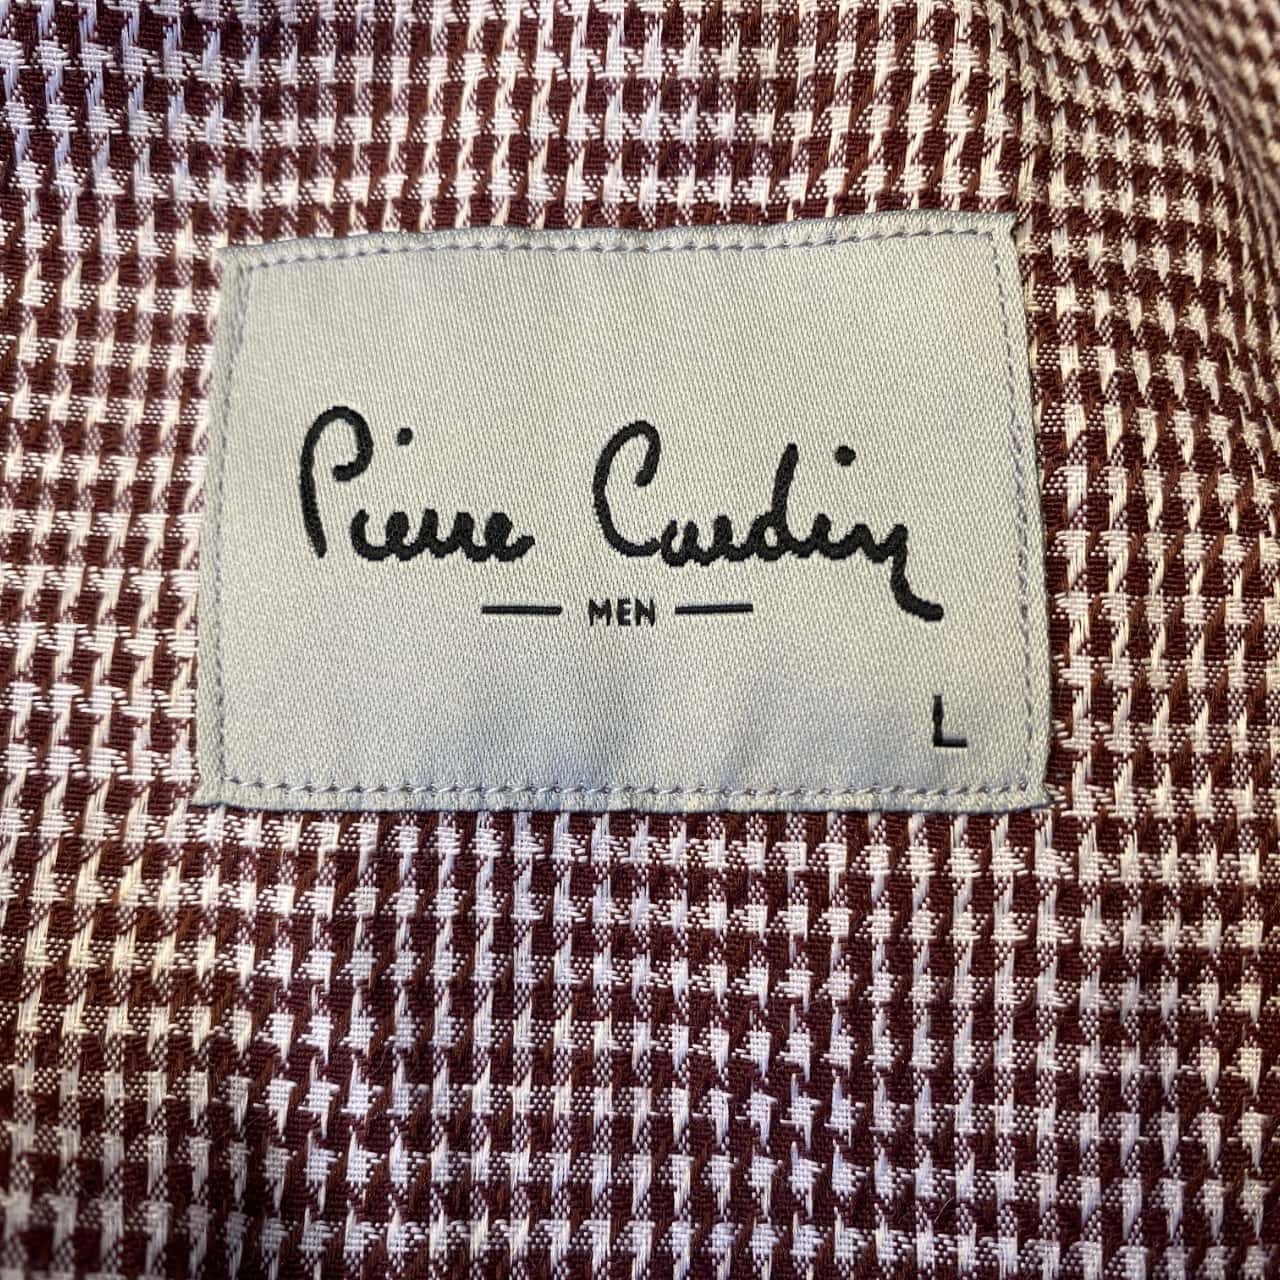 Pierre Cardin
— MEN —
L